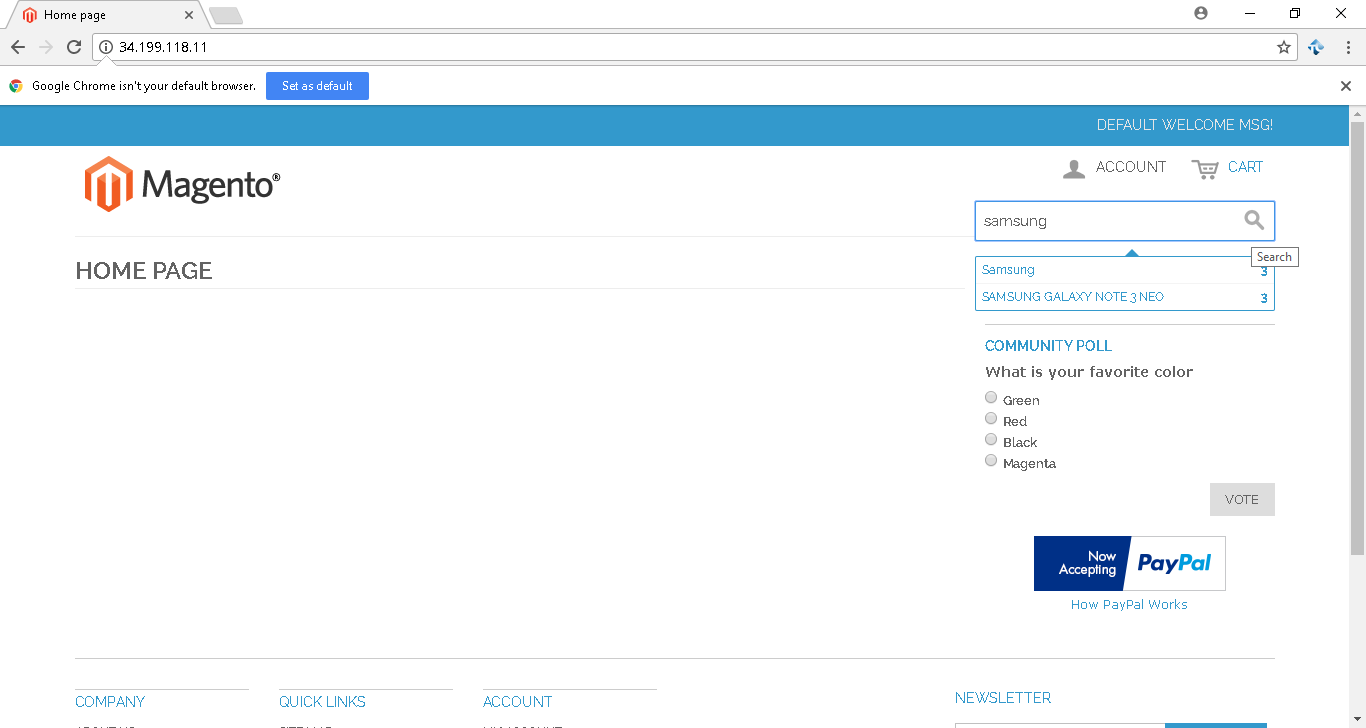 Home page
34.199.118.11
Google Chrome isn't your default browser. Set as default
DEFAULT WELCOME MSG!
Magento®
ACCOUNT CART
samsung
Search
HOME PAGE
Samsung 3
SAMSUNG GALAXY NOTE 3 NEO 3
COMMUNITY POLL
What is your favorite color
Green
Red
Black
Magenta
VOTE
Now
Accepting
PayPal
How PayPal Works
COMPANY QUICK LINKS ACCOUNT NEWSLETTER